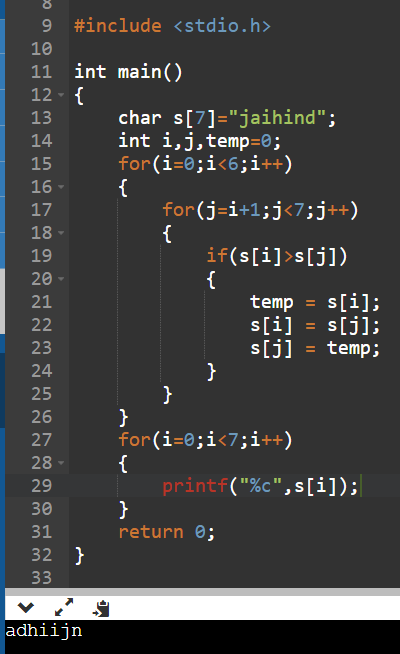 8
9 #include <stdio.h>
10
11 int main()
12 {
13 char s[7]="jaihind";
14 int i,j,temp=0;
15 for(i=0;i<6;i++)
16 {
17 for(j=i+1;j<7;j++)
18 {
19 if(s[i]>s[j])
20 {
21 temp = s[i];
22 s[i] = s[j];
23 s[j] = temp;
24 }
25 }
26 }
27 for(i=0;i<7;i++)
28 {
29 printf("%c",s[i]);
30 }
31 return 0;
32 }
33
adhiijn